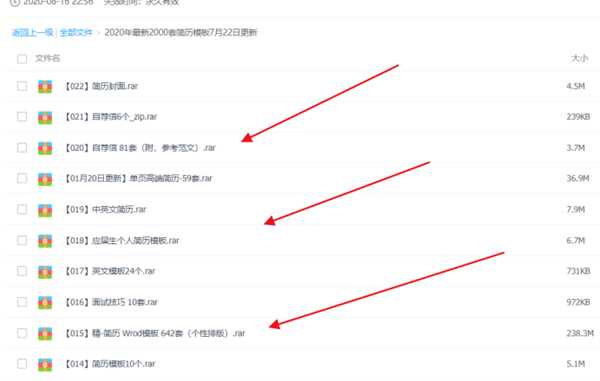 2020-08-16 22:56 失效时间：永久有效
返回上一级 | 全部文件 > 2020年最新2000套简历模板7月22日更新
文件名 大小
【022】简历封面.rar 4.5M
【021】自荐信6个_zip.rar 239KB
【020】自荐信 81套（附、参考范文）.rar 3.7M
【01月20日更新】单页高端简历-59套.rar 36.9M
【019】中英文简历.rar 7.9M
【018】应届生个人简历模板.rar 6.7M
【017】英文模板24个.rar 731KB
【016】面试技巧 10套.rar 972KB
【015】精-简历 Wrod模板 642套（个性排版）.rar 238.3M
【014】简历模板10个.rar 5.1M